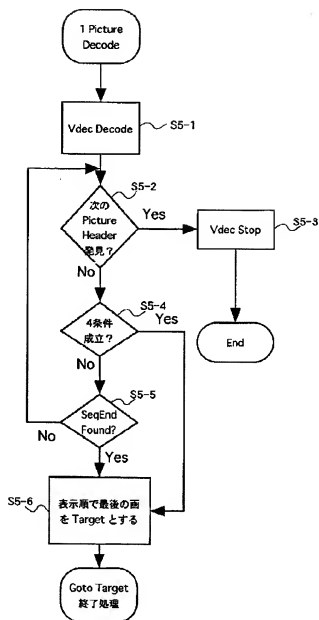 1 Picture
Decode
Vdec Decode
S5-1
S5-2
次の
Picture
Header
発見？
Yes
Vdec Stop
S5-3
No
S5-4
4条件
成立？
Yes
End
No
S5-5
SeqEnd
Found?
No
Yes
S5-6
表示順で最後の画
を Target とする
Goto Target
終了処理